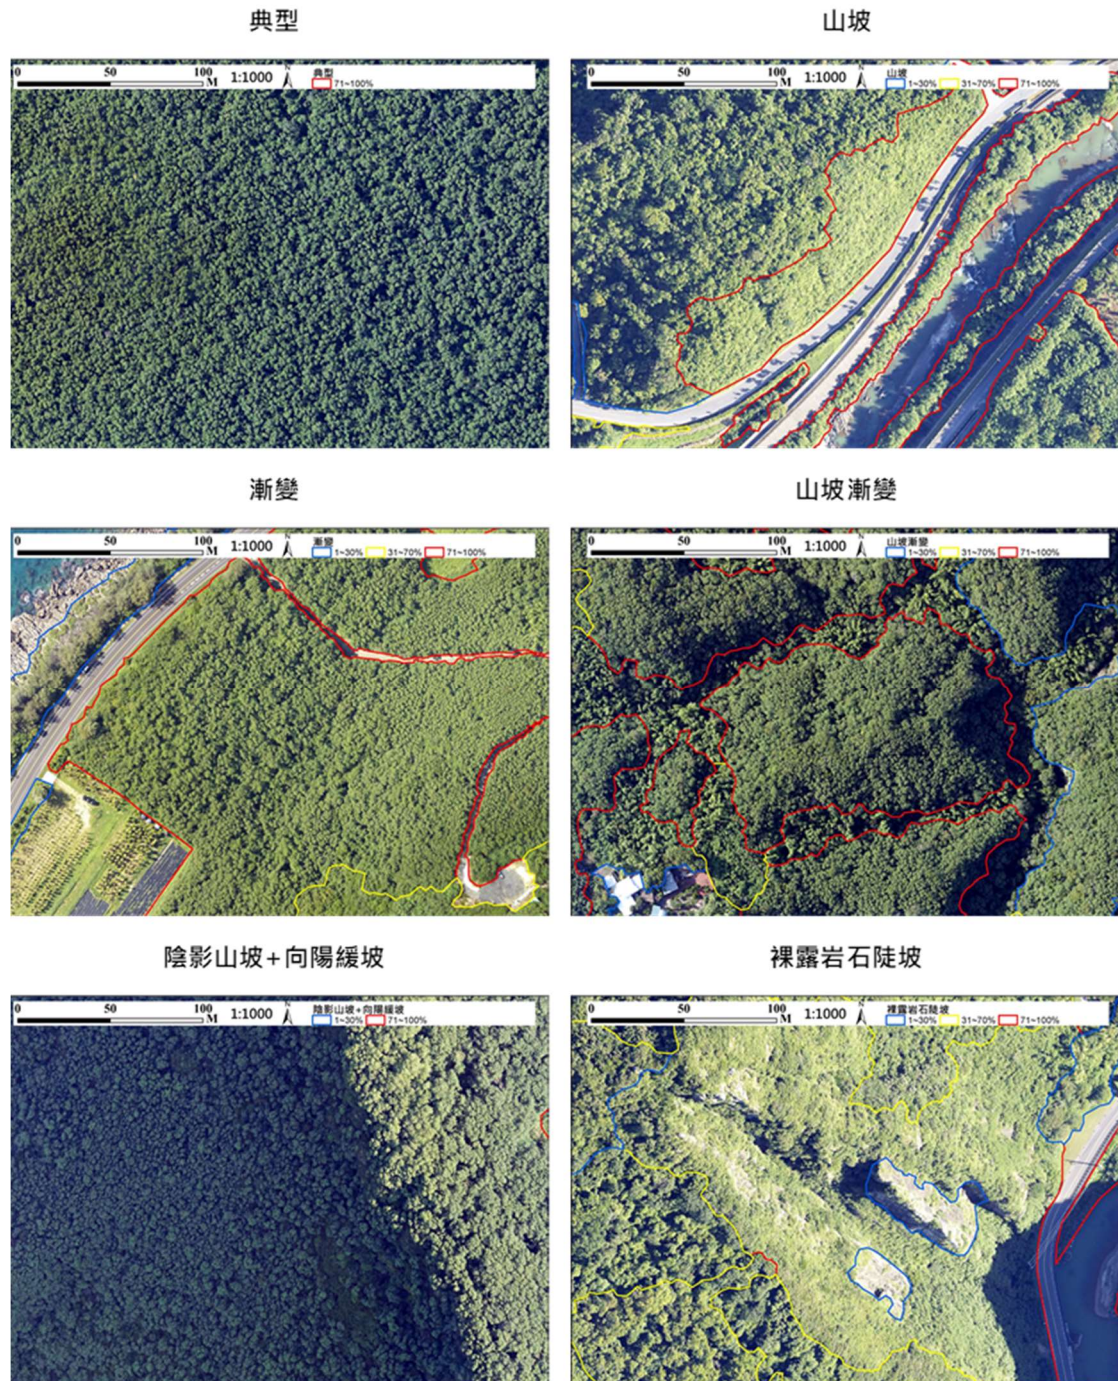 典型
山坡
0 50 100 M 1:1000 N 典型
71~100%
0 50 100 M 1:1000 N 山坡
1~30% 31~70% 71~100%
漸變
山坡漸變
0 50 100 M 1:1000 N 漸變
1~30% 31~70% 71~100%
0 50 100 M 1:1000 N 山坡漸變
1~30% 31~70% 71~100%
陰影山坡+向陽緩坡
裸露岩石陡坡
0 50 100 M 1:1000 N 陰影山坡+向陽緩坡
1~30% 71~100%
0 50 100 M 1:1000 N 裸露岩石陡坡
1~30% 31~70% 71~100%